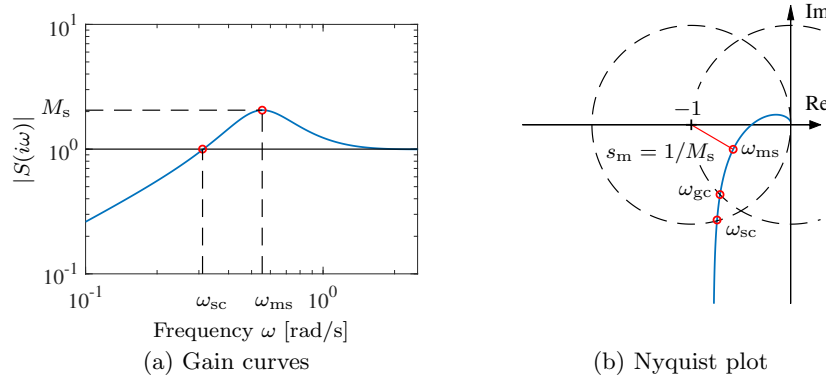 10^1
M_s
10^0
10^{-1}
|S(iω)|
10^{-1}
ω_sc
ω_ms
10^0
Frequency ω [rad/s]
(a) Gain curves
Im
Re
−1
s_m = 1/M_s
ω_ms
ω_gc
ω_sc
(b) Nyquist plot